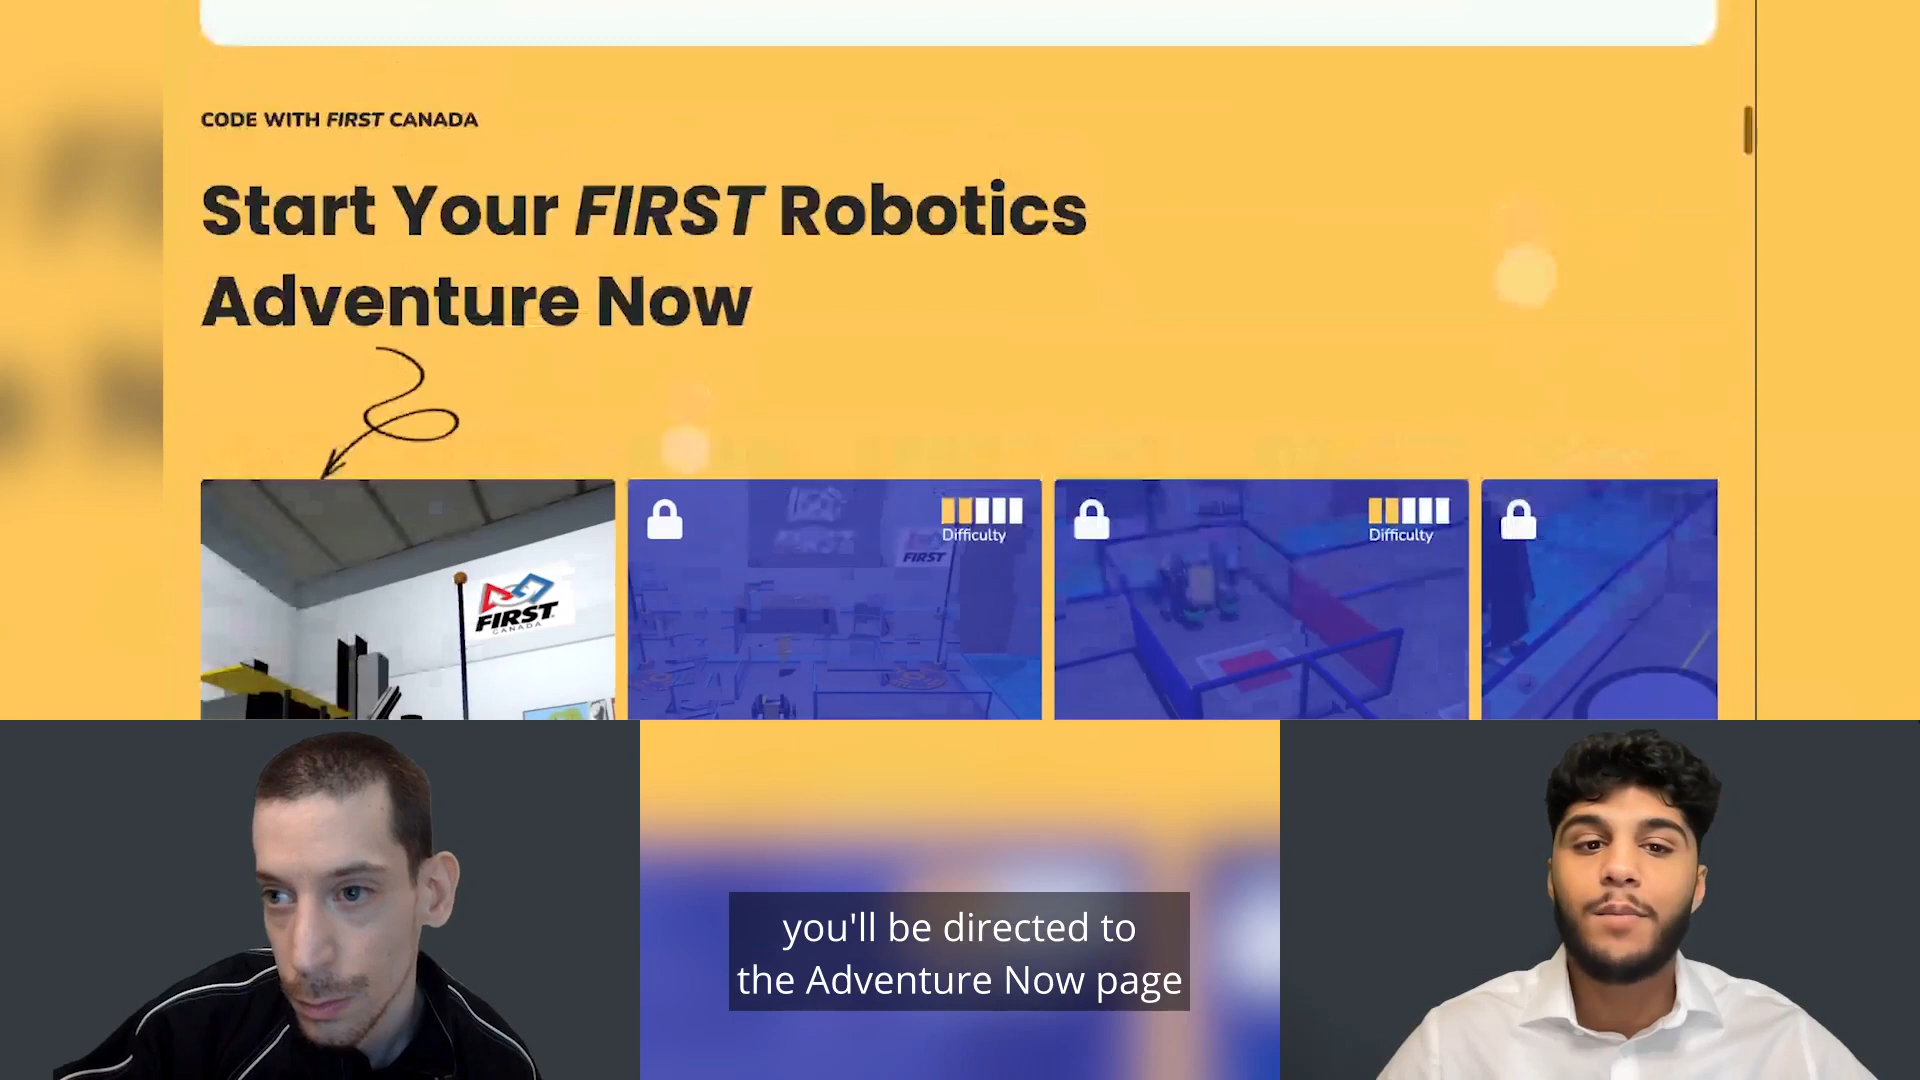 CODE WITH FIRST CANADA
Start Your FIRST Robotics
Adventure Now
Difficulty
Difficulty
FIRST
FIRST
CANADA
you'll be directed to
the Adventure Now page